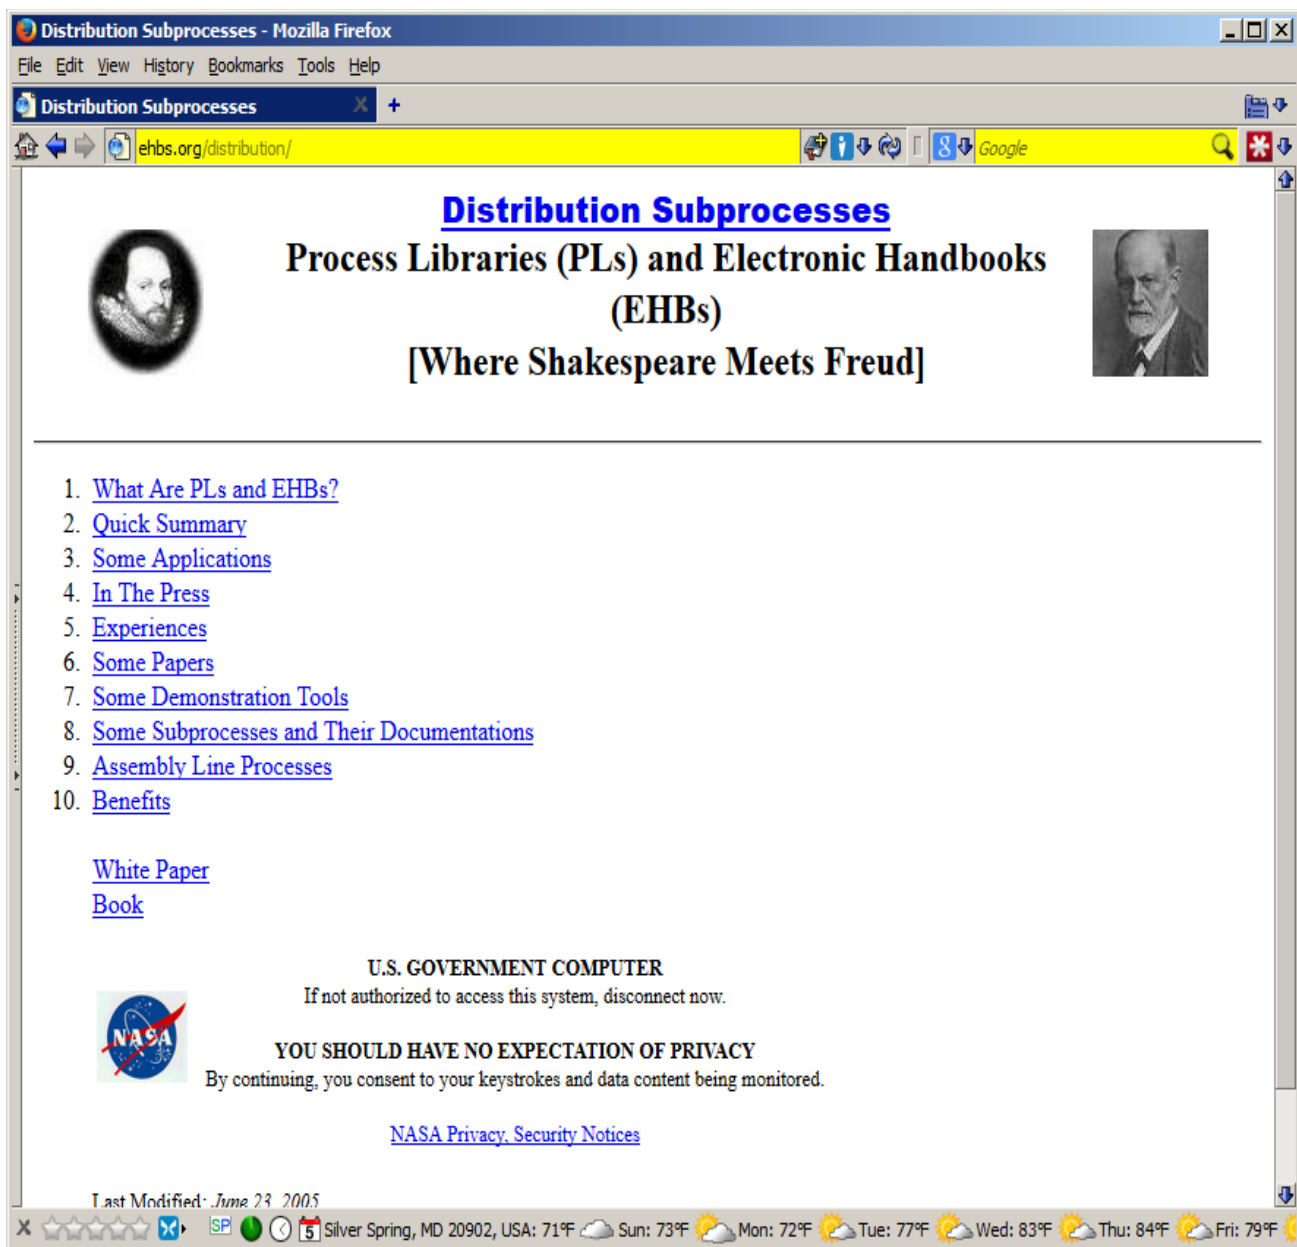 Distribution Subprocesses - Mozilla Firefox
File Edit View History Bookmarks Tools Help
Distribution Subprocesses X +
ehbs.org/distribution/ 8 Google
Distribution Subprocesses
Process Libraries (PLs) and Electronic Handbooks
(EHBs)
[Where Shakespeare Meets Freud]
1. What Are PLs and EHBs?
2. Quick Summary
3. Some Applications
4. In The Press
5. Experiences
6. Some Papers
7. Some Demonstration Tools
8. Some Subprocesses and Their Documentations
9. Assembly Line Processes
10. Benefits
White Paper
Book
U.S. GOVERNMENT COMPUTER
If not authorized to access this system, disconnect now.
NASA
YOU SHOULD HAVE NO EXPECTATION OF PRIVACY
By continuing, you consent to your keystrokes and data content being monitored.
NASA Privacy, Security Notices
Last Modified: June 23, 2005
X SP 5 Silver Spring, MD 20902, USA: 71°F Sun: 73°F Mon: 72°F Tue: 77°F Wed: 83°F Thu: 84°F Fri: 79°F